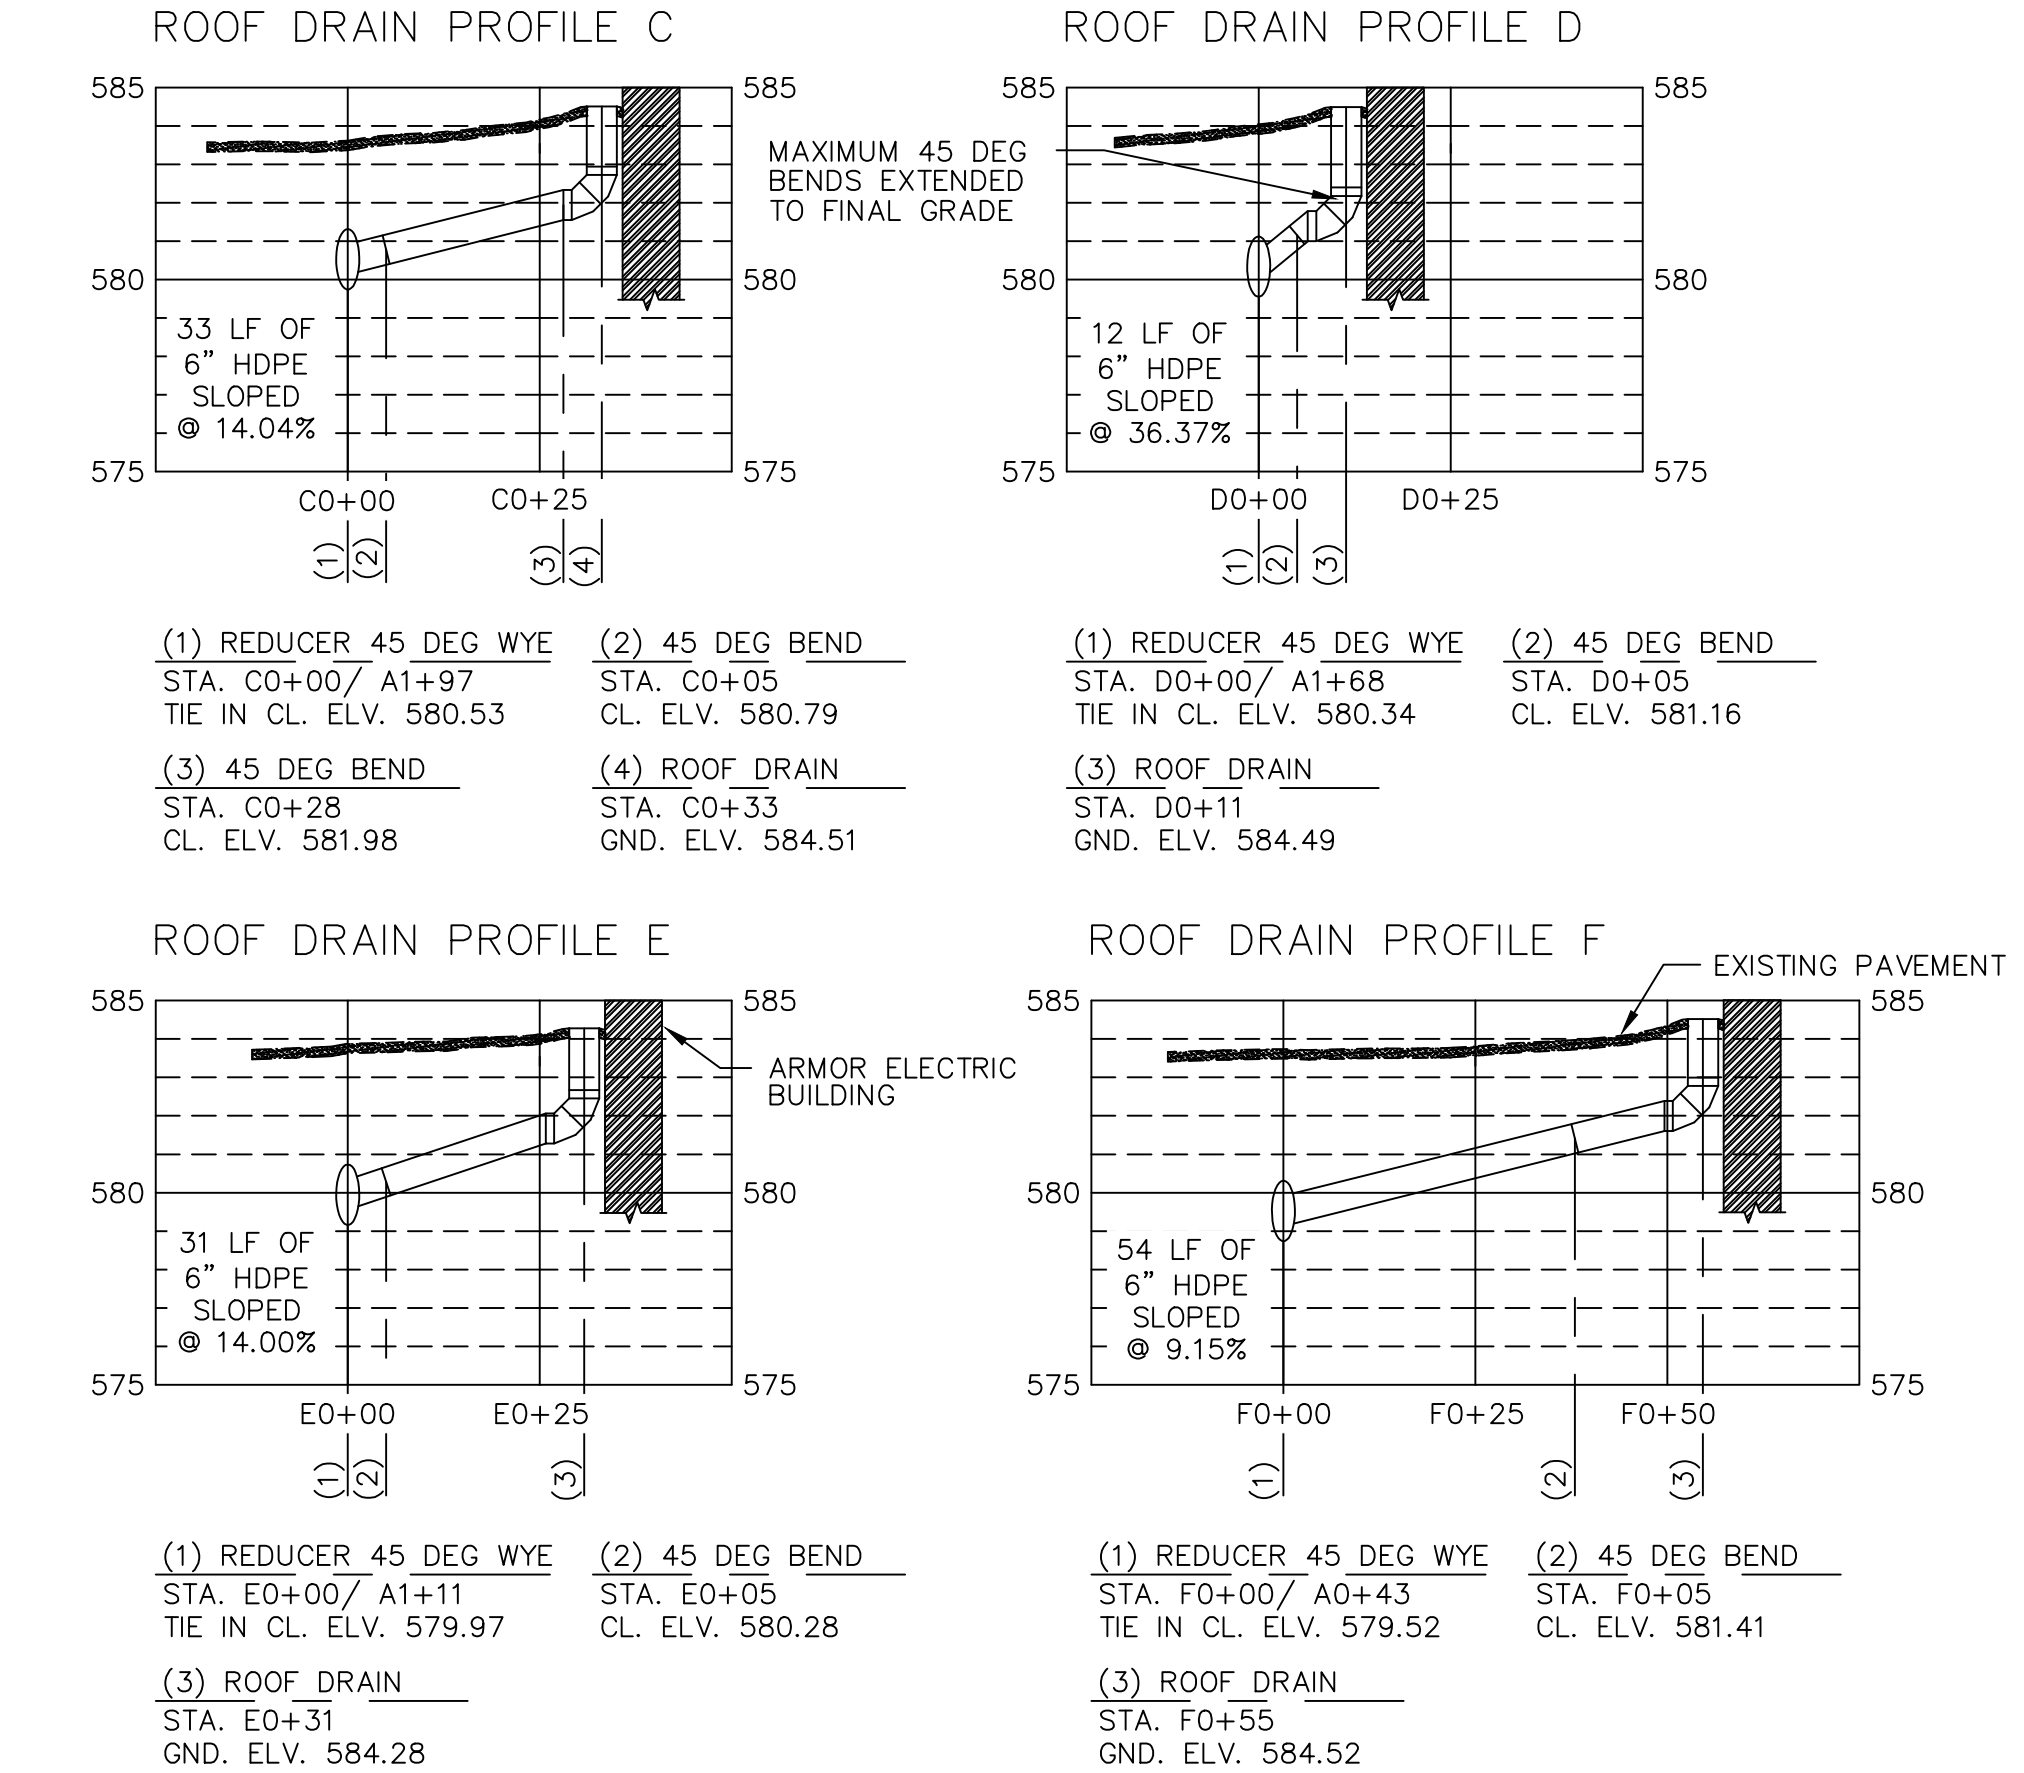 ROOF DRAIN PROFILE C
585
585
580
580
33 LF OF
6” HDPE
SLOPED
@ 14.04%
575
575
C0+00
C0+25
(1)
(2)
(3)
(4)
MAXIMUM 45 DEG
BENDS EXTENDED
TO FINAL GRADE
(1) REDUCER 45 DEG WYE
STA. C0+00/ A1+97
TIE IN CL. ELV. 580.53
(2) 45 DEG BEND
STA. C0+05
CL. ELV. 580.79
(3) 45 DEG BEND
STA. C0+28
CL. ELV. 581.98
(4) ROOF DRAIN
STA. C0+33
GND. ELV. 584.51
ROOF DRAIN PROFILE D
585
585
580
580
12 LF OF
6” HDPE
SLOPED
@ 36.37%
575
575
D0+00
D0+25
(1)
(2)
(3)
(1) REDUCER 45 DEG WYE
STA. D0+00/ A1+68
TIE IN CL. ELV. 580.34
(2) 45 DEG BEND
STA. D0+05
CL. ELV. 581.16
(3) ROOF DRAIN
STA. D0+11
GND. ELV. 584.49
ROOF DRAIN PROFILE E
585
585
ARMOR ELECTRIC
BUILDING
580
580
31 LF OF
6” HDPE
SLOPED
@ 14.00%
575
575
E0+00
E0+25
(1)
(2)
(3)
(1) REDUCER 45 DEG WYE
STA. E0+00/ A1+11
TIE IN CL. ELV. 579.97
(2) 45 DEG BEND
STA. E0+05
CL. ELV. 580.28
(3) ROOF DRAIN
STA. E0+31
GND. ELV. 584.28
ROOF DRAIN PROFILE F
EXISTING PAVEMENT
585
585
580
580
54 LF OF
6” HDPE
SLOPED
@ 9.15%
575
575
F0+00
F0+25
F0+50
(1)
(2)
(3)
(1) REDUCER 45 DEG WYE
STA. F0+00/ A0+43
TIE IN CL. ELV. 579.52
(2) 45 DEG BEND
STA. F0+05
CL. ELV. 581.41
(3) ROOF DRAIN
STA. F0+55
GND. ELV. 584.52